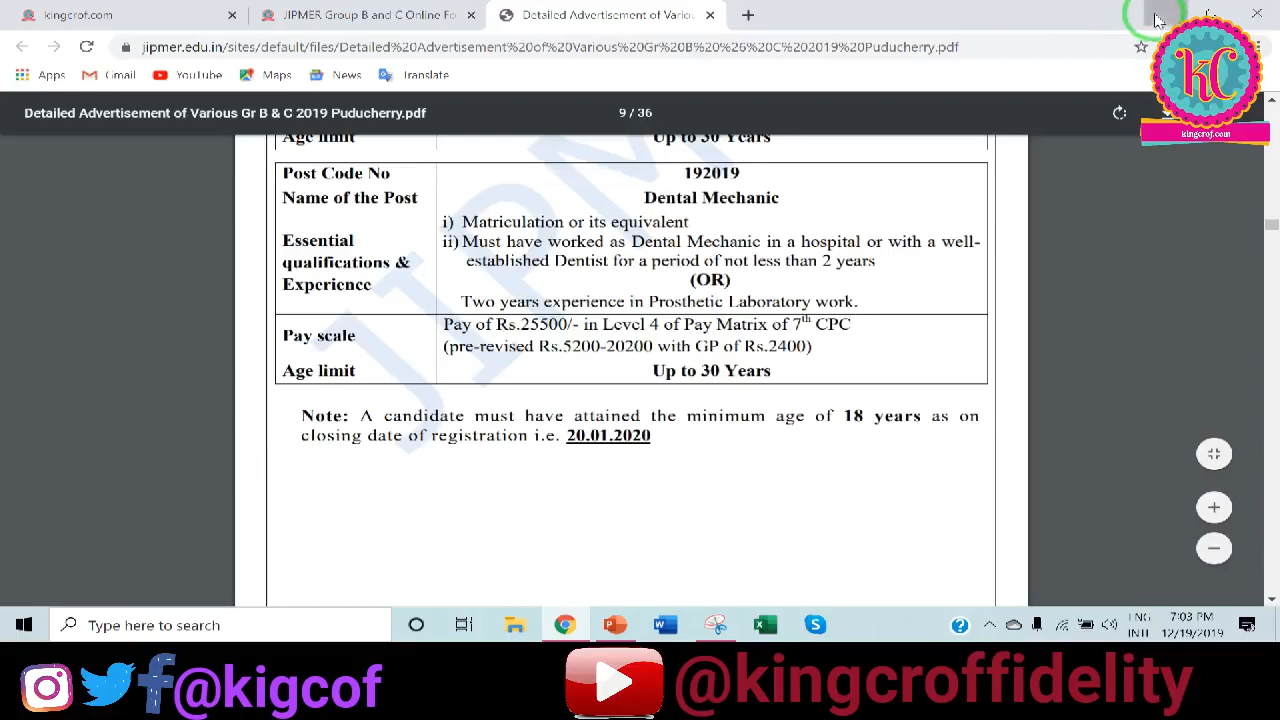 kingcrof.com
JIPMER Group B and C Online Fo
Detailed Advertisement of Variou
jipmer.edu.in/sites/default/files/Detailed%20Advertisement%20of%20Various%20Gr%20B%20%26%20C%202019%20Puducherry.pdf
Apps
Gmail
YouTube
Maps
News
Translate
KC
kingcrof.com
Detailed Advertisement of Various Gr B & C 2019 Puducherry.pdf
9 / 36
Age limit
Up to 30 Years
Post Code No
192019
Name of the Post
Dental Mechanic
Essential
qualifications &
Experience
i) Matriculation or its equivalent
ii) Must have worked as Dental Mechanic in a hospital or with a well-
established Dentist for a period of not less than 2 years
(OR)
Two years experience in Prosthetic Laboratory work.
Pay scale
Pay of Rs.25500/- in Level 4 of Pay Matrix of 7th CPC
(pre-revised Rs.5200-20200 with GP of Rs.2400)
Age limit
Up to 30 Years
Note: A candidate must have attained the minimum age of 18 years as on
closing date of registration i.e. 20.01.2020
JIPM
Type here to search
ENG
INTL
7:03 PM
12/19/2019
@kigcof
@kingcroffidelity